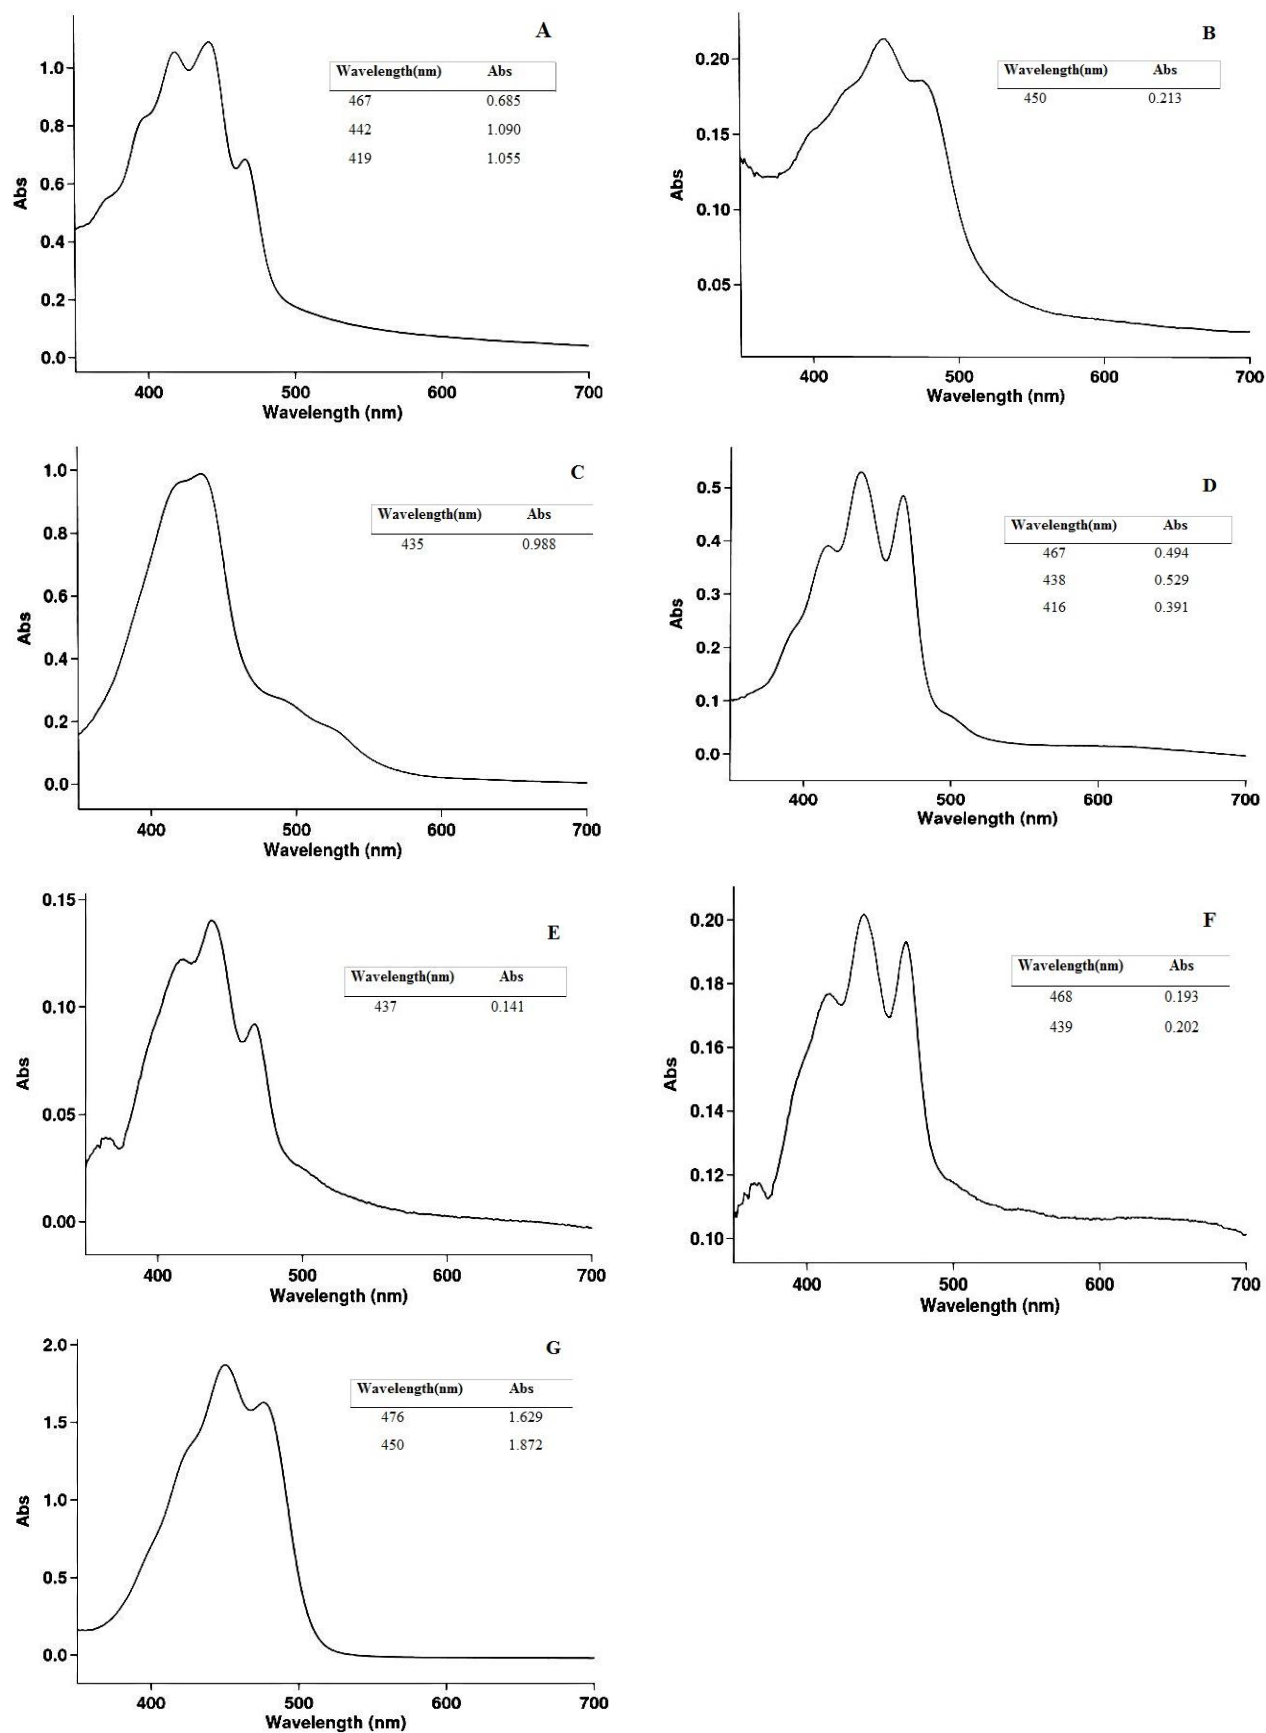 A
Wavelength(nm) Abs
467 0.685
442 1.090
419 1.055
1.0
0.8
0.6
0.4
0.2
0.0
Abs
400 500 600 700
Wavelength (nm)
B
Wavelength(nm) Abs
450 0.213
0.20
0.15
0.10
0.05
Abs
400 500 600 700
Wavelength (nm)
C
Wavelength(nm) Abs
435 0.988
1.0
0.8
0.6
0.4
0.2
0.0
Abs
400 500 600 700
Wavelength (nm)
D
Wavelength(nm) Abs
467 0.494
438 0.529
416 0.391
0.5
0.4
0.3
0.2
0.1
0.0
Abs
400 500 600 700
Wavelength (nm)
E
Wavelength(nm) Abs
437 0.141
0.15
0.10
0.05
0.00
Abs
400 500 600 700
Wavelength (nm)
F
Wavelength(nm) Abs
468 0.193
439 0.202
0.20
0.18
0.16
0.14
0.12
0.10
Abs
400 500 600 700
Wavelength (nm)
G
Wavelength(nm) Abs
476 1.629
450 1.872
2.0
1.5
1.0
0.5
0.0
Abs
400 500 600 700
Wavelength (nm)